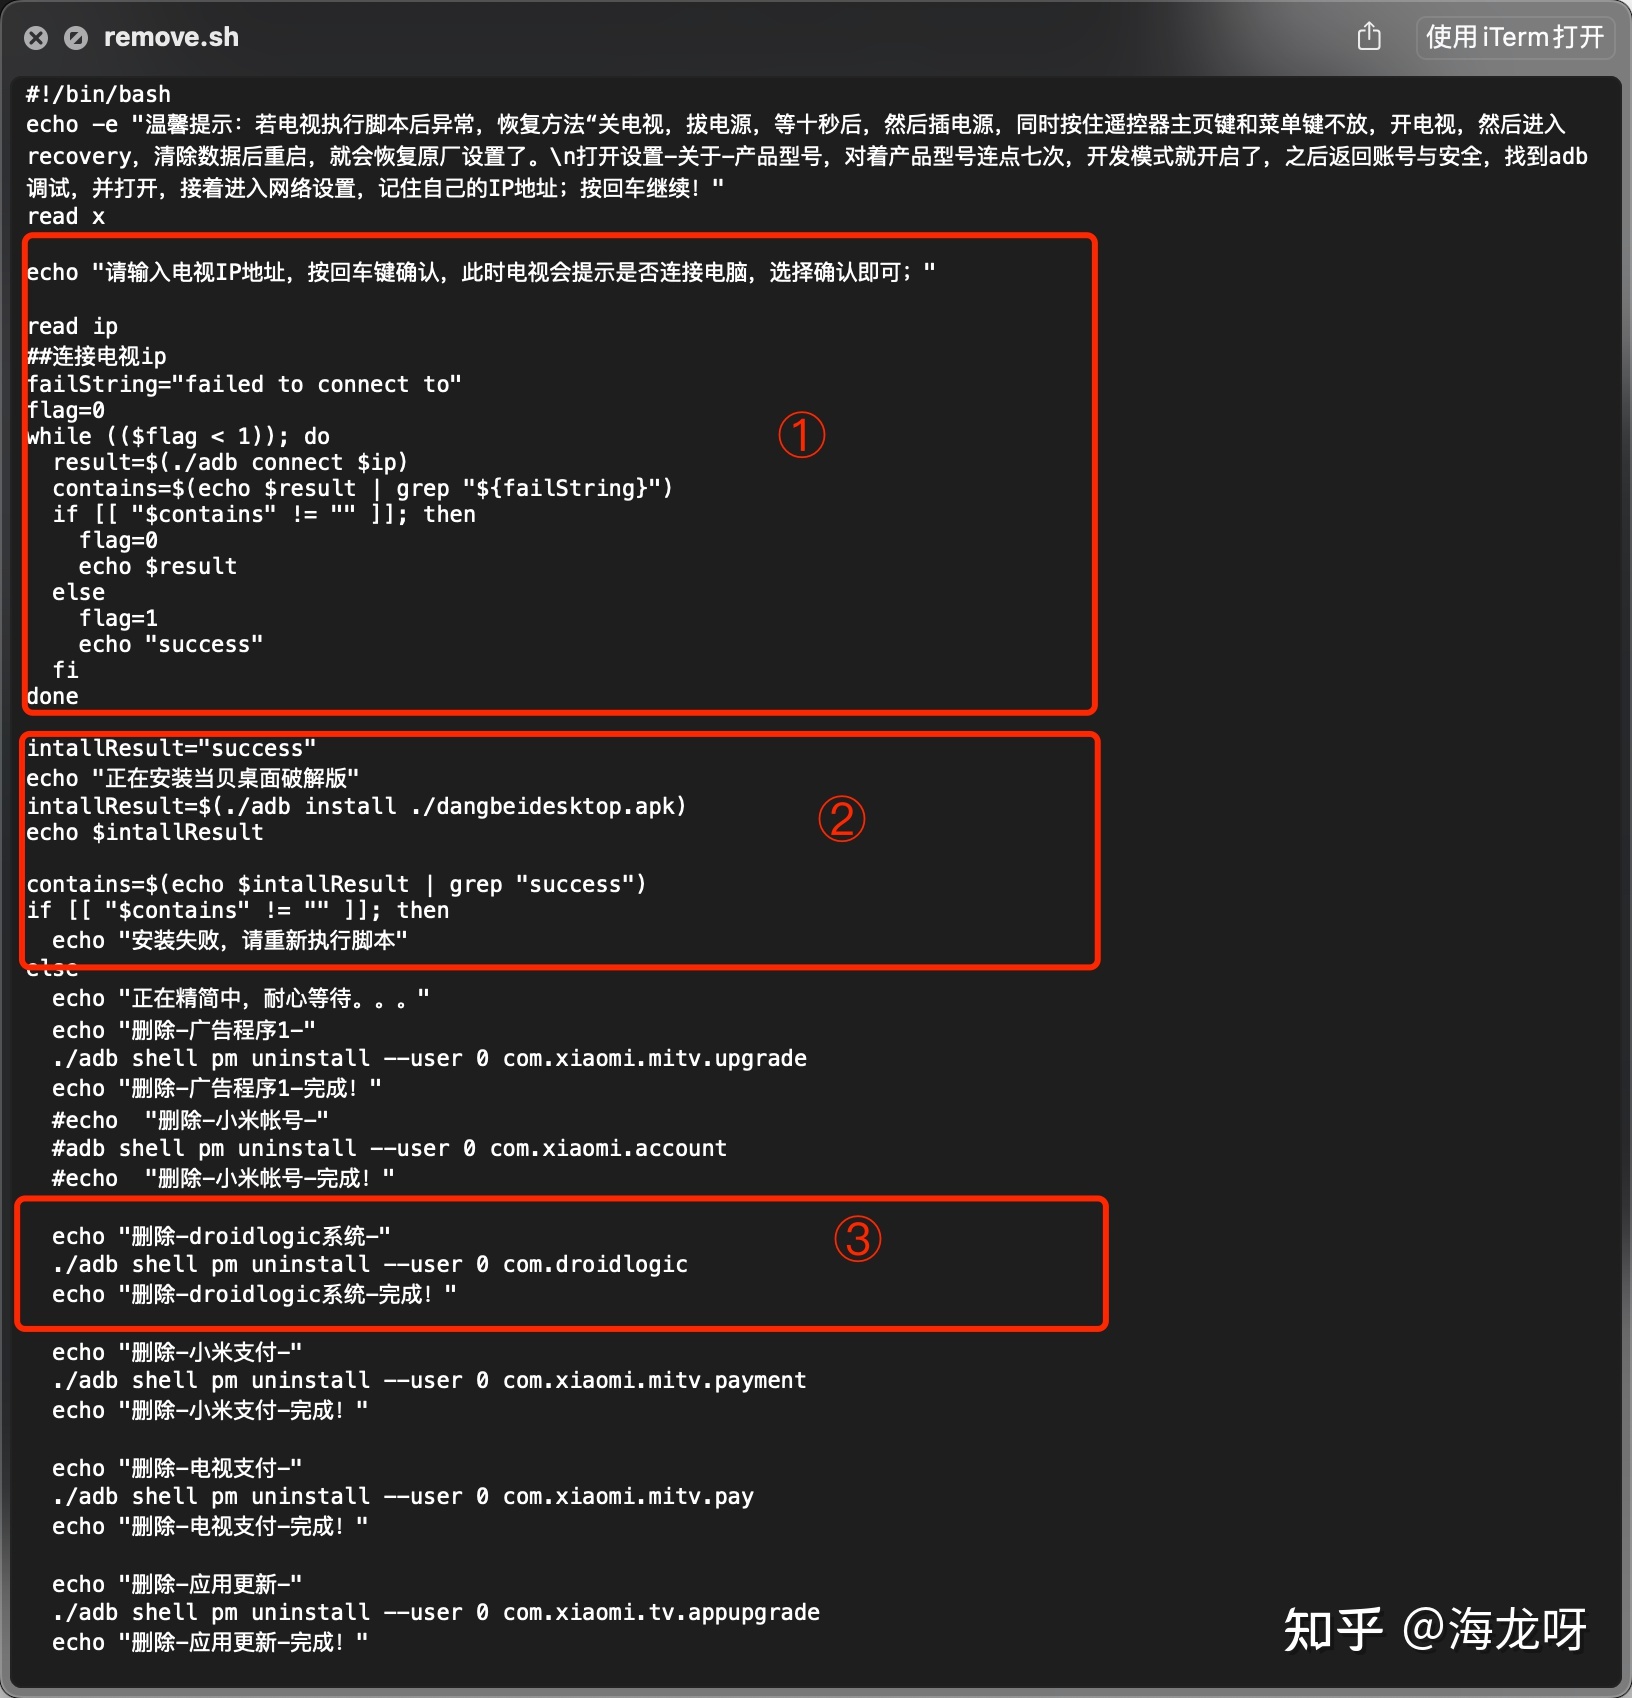 remove.sh
使用 iTerm 打开
#!/bin/bash
echo -e "温馨提示：若电视执行脚本后异常，恢复方法“关电视，拔电源，等十秒后，然后插电源，同时按住遥控器主页键和菜单键不放，开电视，然后进入
recovery，清除数据后重启，就会恢复原厂设置了。\n打开设置-关于-产品型号，对着产品型号连点七次，开发模式就开启了，之后返回账号与安全，找到adb
调试，并打开，接着进入网络设置，记住自己的IP地址；按回车继续！"
read x
echo "请输入电视IP地址，按回车键确认，此时电视会提示是否连接电脑，选择确认即可；"
read ip
##连接电视ip
failString="failed to connect to"
flag=0
while (($flag < 1)); do
①
  result=$(./adb connect $ip)
  contains=$(echo $result | grep "${failString}")
  if [[ "$contains" != "" ]]; then
    flag=0
    echo $result
  else
    flag=1
    echo "success"
  fi
done
intallResult="success"
echo "正在安装当贝桌面破解版"
intallResult=$(./adb install ./dangbeidesktop.apk)
②
echo $intallResult
contains=$(echo $intallResult | grep "success")
if [[ "$contains" != "" ]]; then
  echo "安装失败，请重新执行脚本"
else
  echo "正在精简中，耐心等待。。。"
  echo "删除-广告程序1-"
  ./adb shell pm uninstall --user 0 com.xiaomi.mitv.upgrade
  echo "删除-广告程序1-完成！"
  #echo  "删除-小米帐号-"
  #adb shell pm uninstall --user 0 com.xiaomi.account
  #echo  "删除-小米帐号-完成！"
  echo "删除-droidlogic系统-"
③
  ./adb shell pm uninstall --user 0 com.droidlogic
  echo "删除-droidlogic系统-完成！"
  echo "删除-小米支付-"
  ./adb shell pm uninstall --user 0 com.xiaomi.mitv.payment
  echo "删除-小米支付-完成！"
  echo "删除-电视支付-"
  ./adb shell pm uninstall --user 0 com.xiaomi.mitv.pay
  echo "删除-电视支付-完成！"
  echo "删除-应用更新-"
  ./adb shell pm uninstall --user 0 com.xiaomi.tv.appupgrade
  echo "删除-应用更新-完成！"
知乎 @海龙呀